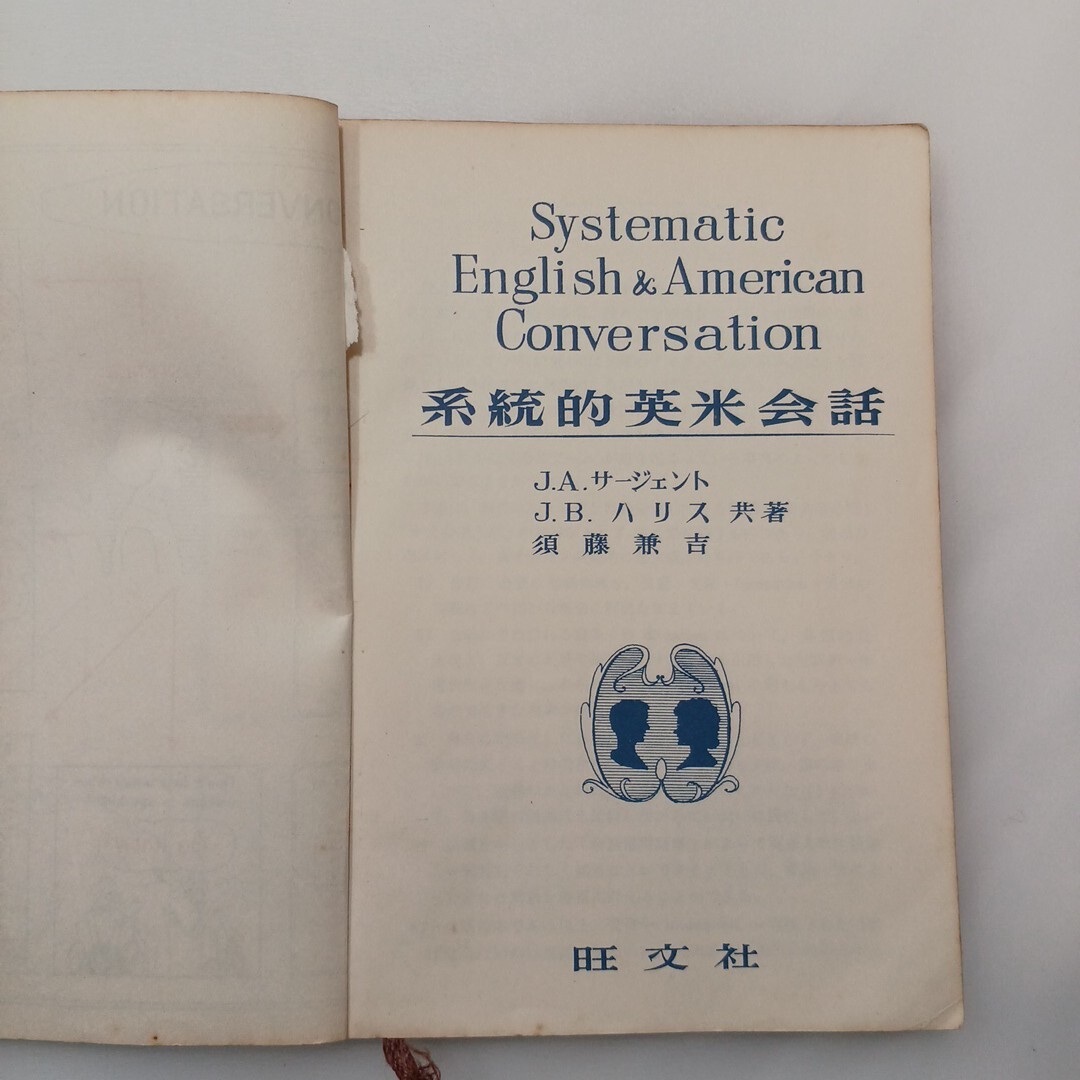 Systematic
English & American
Conversation
系統的英米会話
J.A.サージェント
J.B. ハリス 共著
須藤兼吉
旺文社